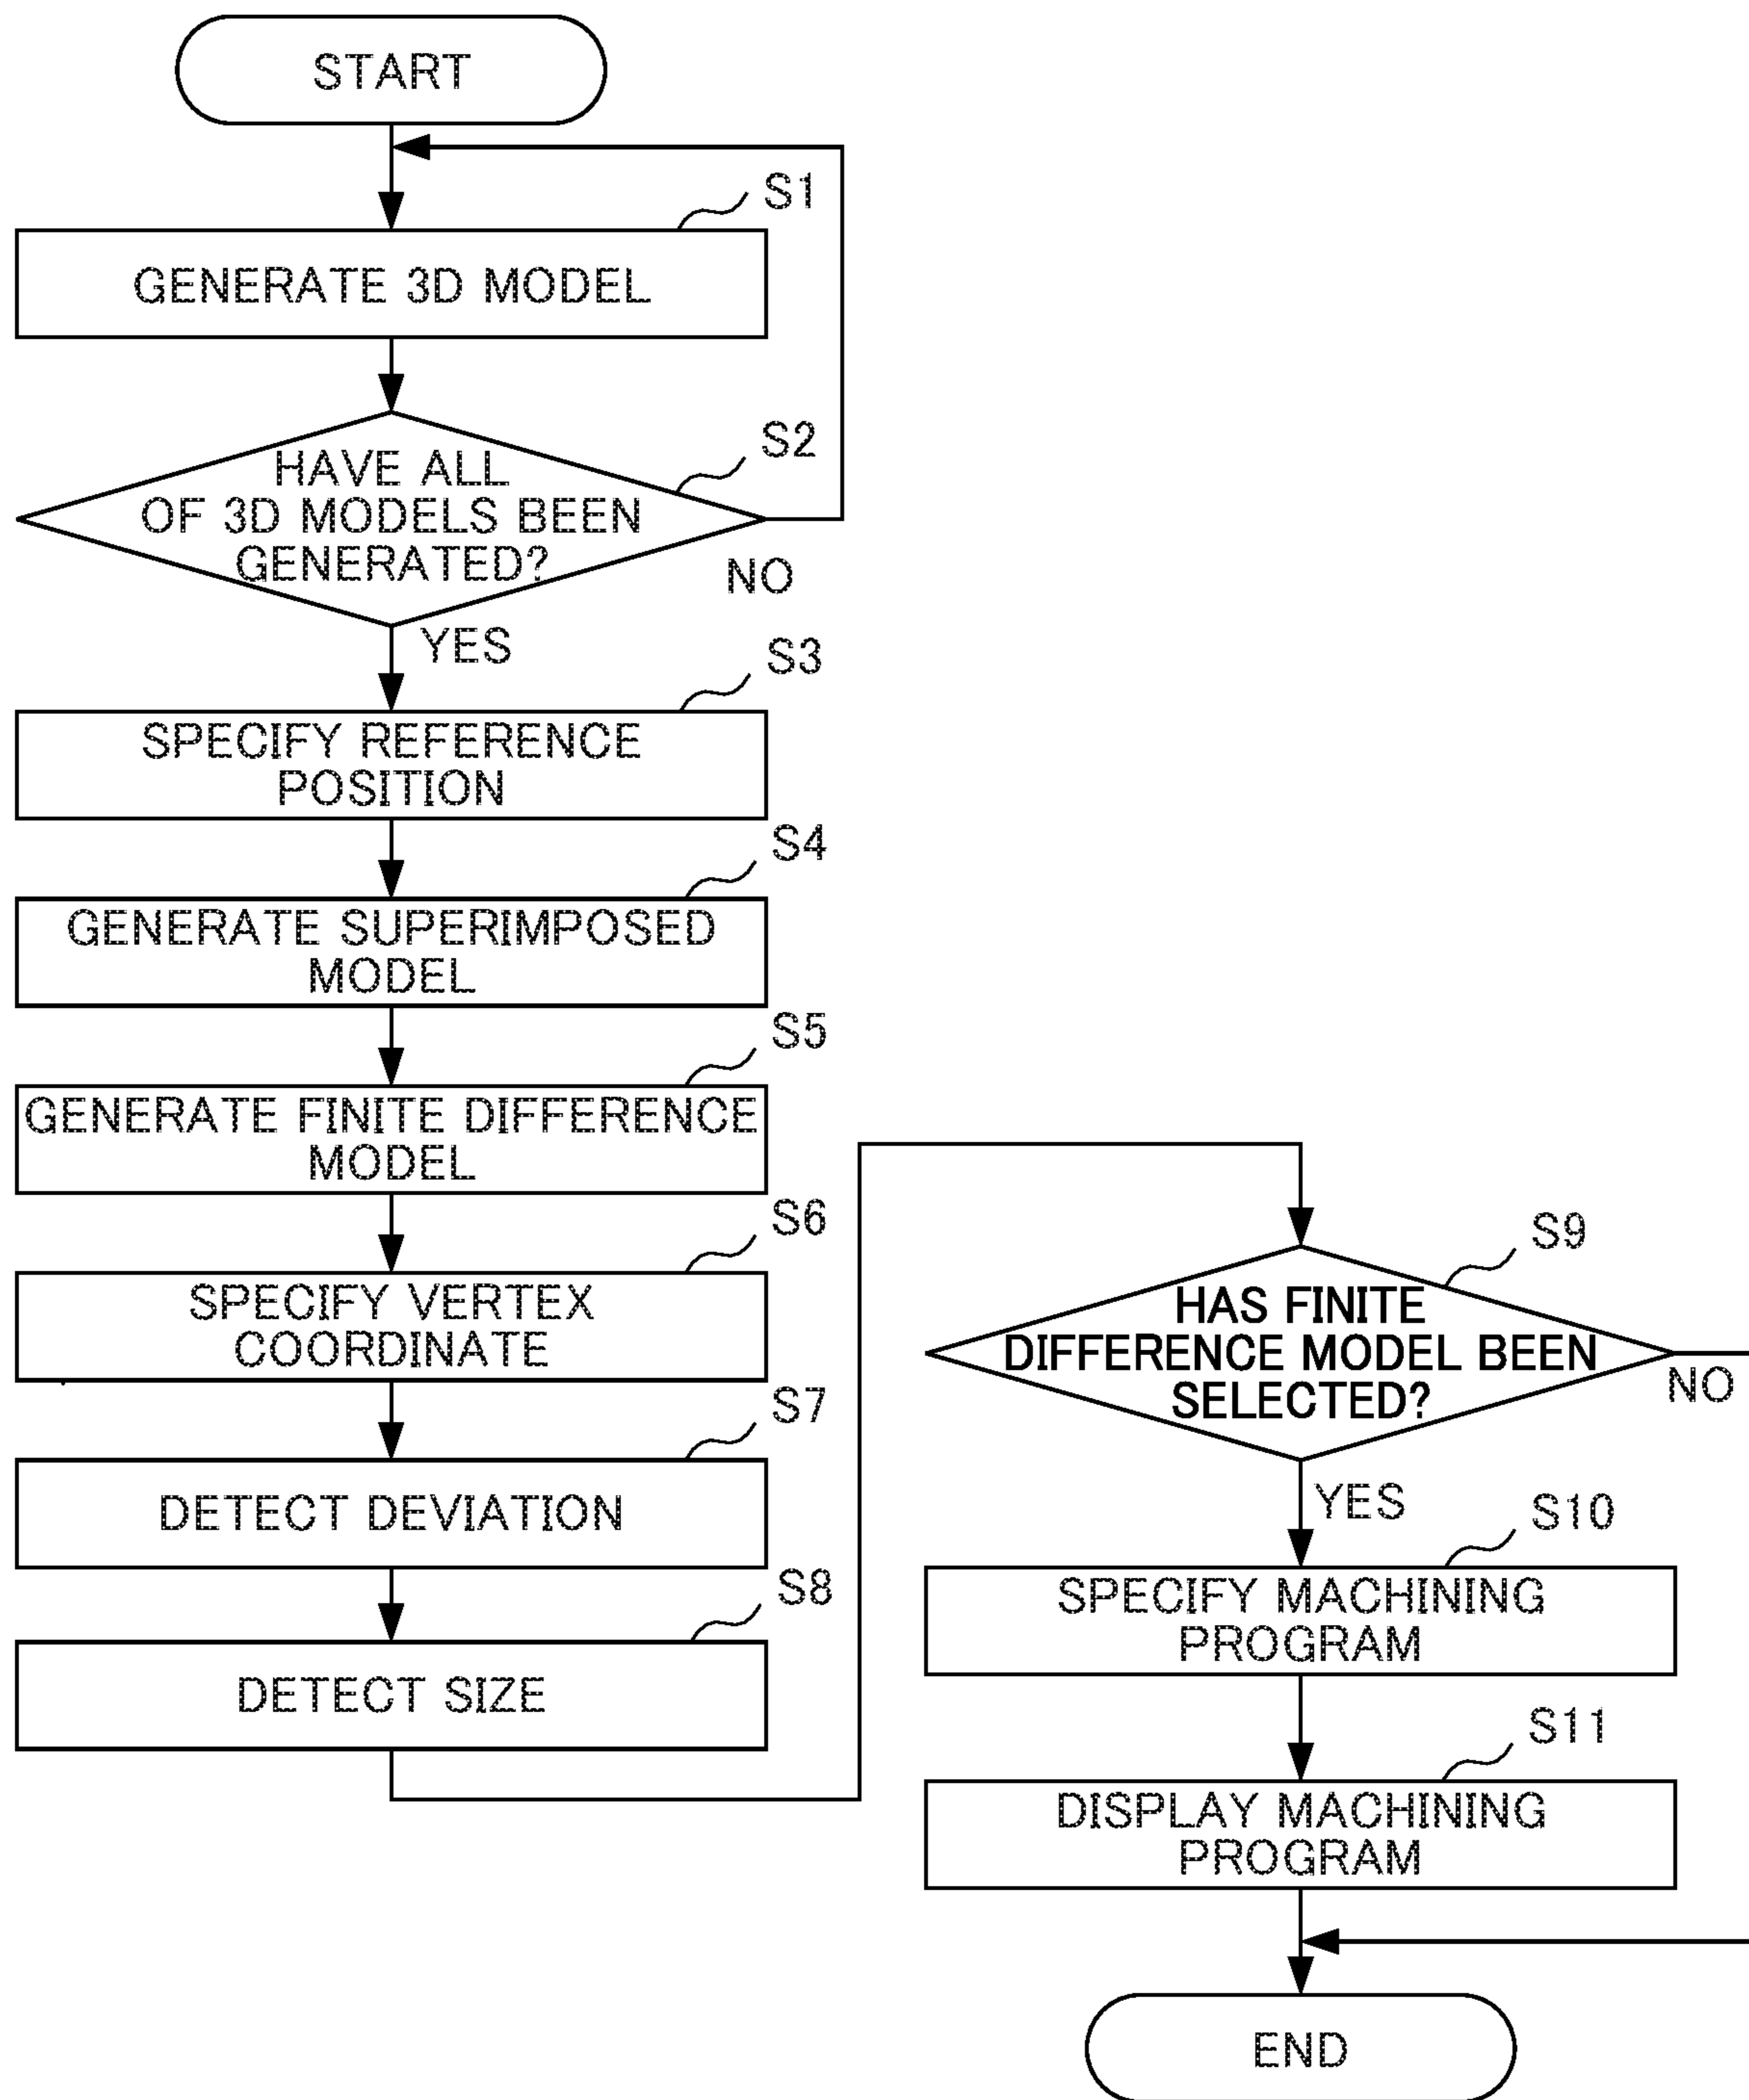 START
S1
GENERATE 3D MODEL
S2
HAVE ALL
OF 3D MODELS BEEN
GENERATED?
NO
YES
S3
SPECIFY REFERENCE
POSITION
S4
GENERATE SUPERIMPOSED
MODEL
S5
GENERATE FINITE DIFFERENCE
MODEL
S6
SPECIFY VERTEX
COORDINATE
S7
DETECT DEVIATION
S8
DETECT SIZE
S9
HAS FINITE
DIFFERENCE MODEL BEEN
SELECTED?
NO
YES
S10
SPECIFY MACHINING
PROGRAM
S11
DISPLAY MACHINING
PROGRAM
END